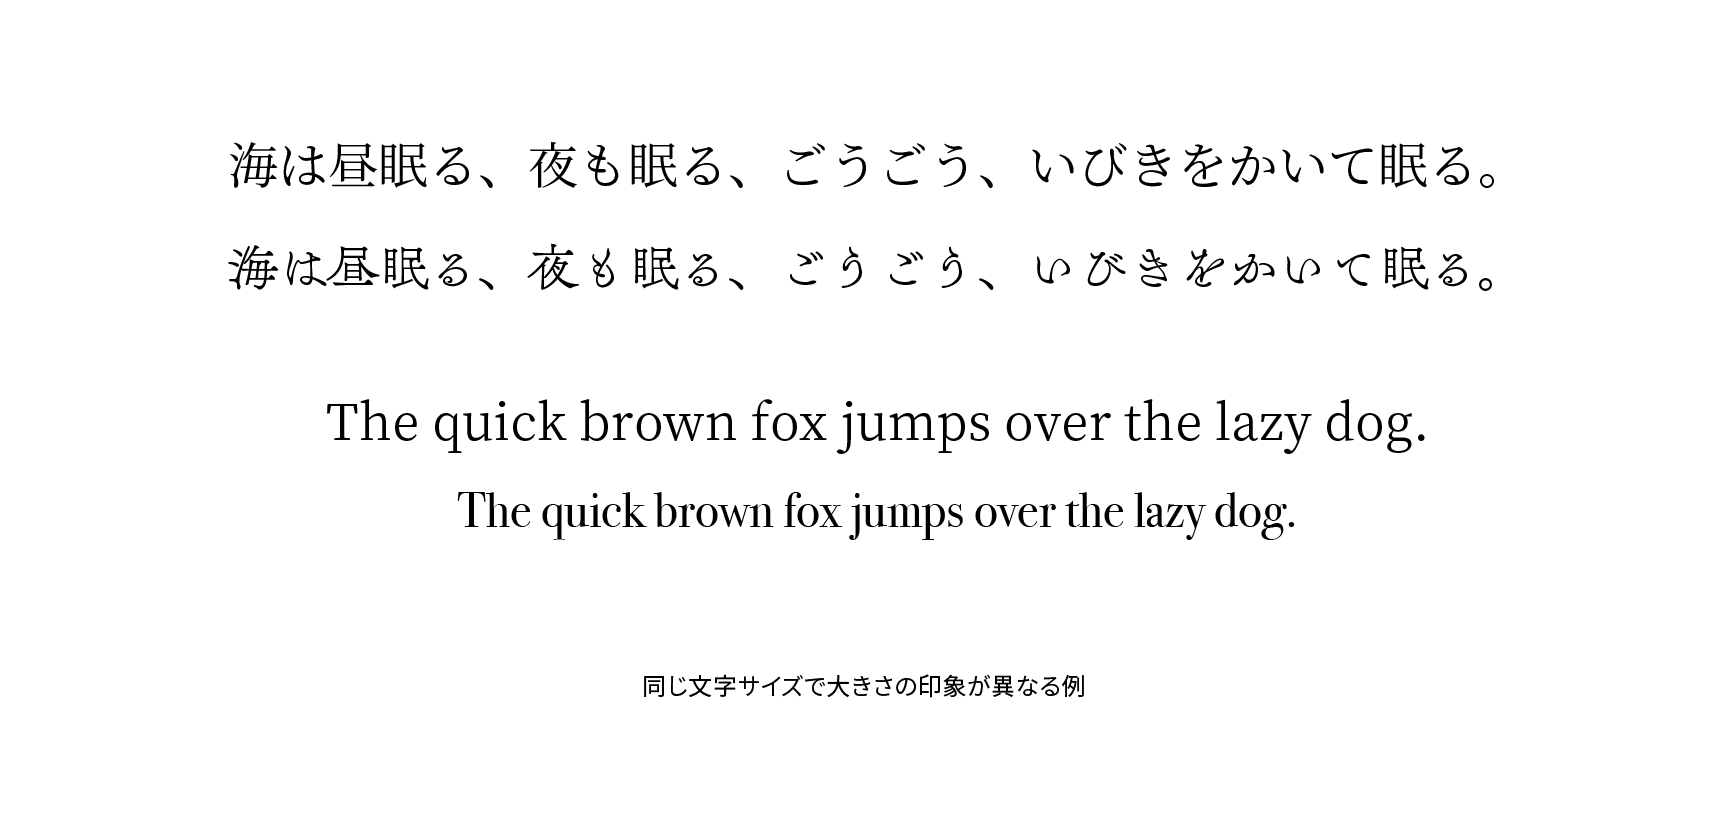 海は昼眠る、夜も眠る、ごうごう、いびきをかいて眠る。
海は昼眠る、夜も眠る、ごうごう、いびきをかいて眠る。
The quick brown fox jumps over the lazy dog.
The quick brown fox jumps over the lazy dog.
同じ文字サイズで大きさの印象が異なる例